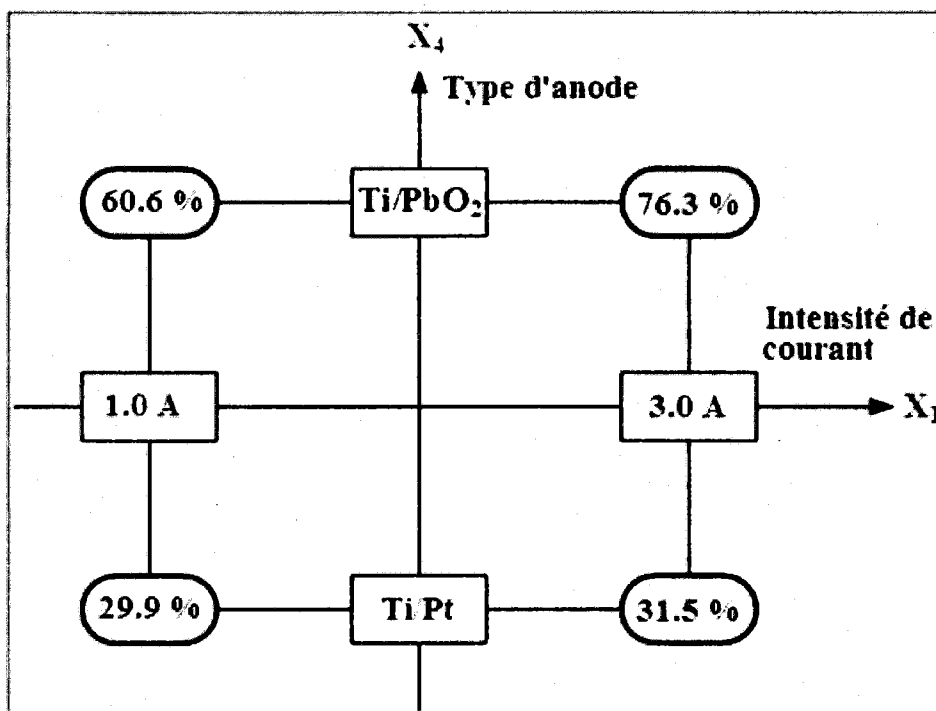 X₄
Type d'anode
60.6 %
Ti/PbO₂
76.3 %
Intensité de
courant
1.0 A
3.0 A
X₁
29.9 %
Ti/Pt
31.5 %